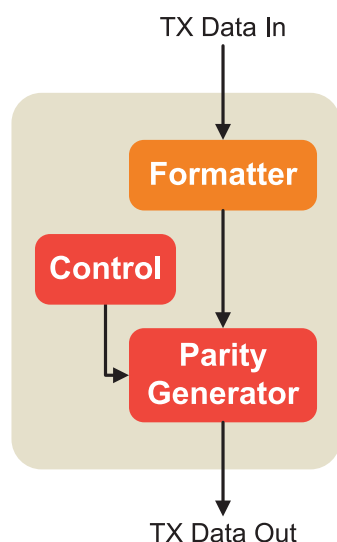 TX Data In
Formatter
Control
Parity
Generator
TX Data Out